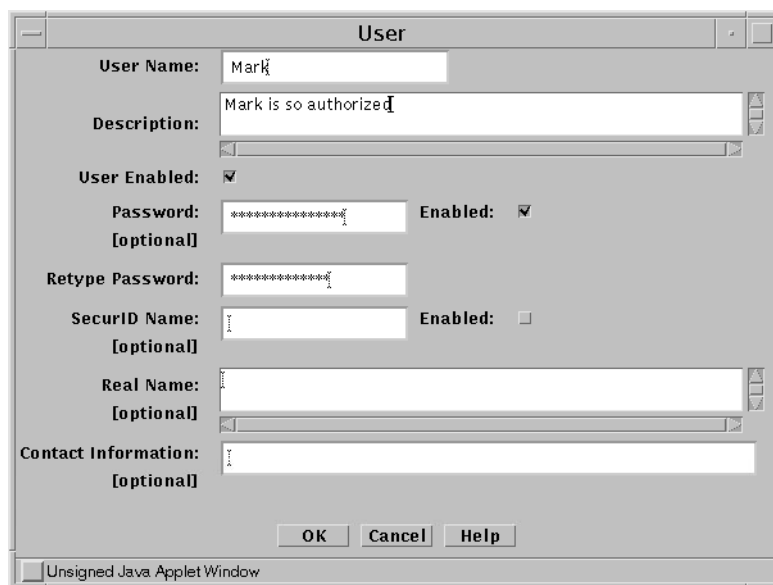 User
User Name: Mark
Mark is so authorized
Description:
User Enabled:
Password: *************** Enabled:
[optional]
Retype Password: *************
SecurID Name: Enabled:
[optional]
Real Name:
[optional]
Contact Information:
[optional]
OK Cancel Help
Unsigned Java Applet Window